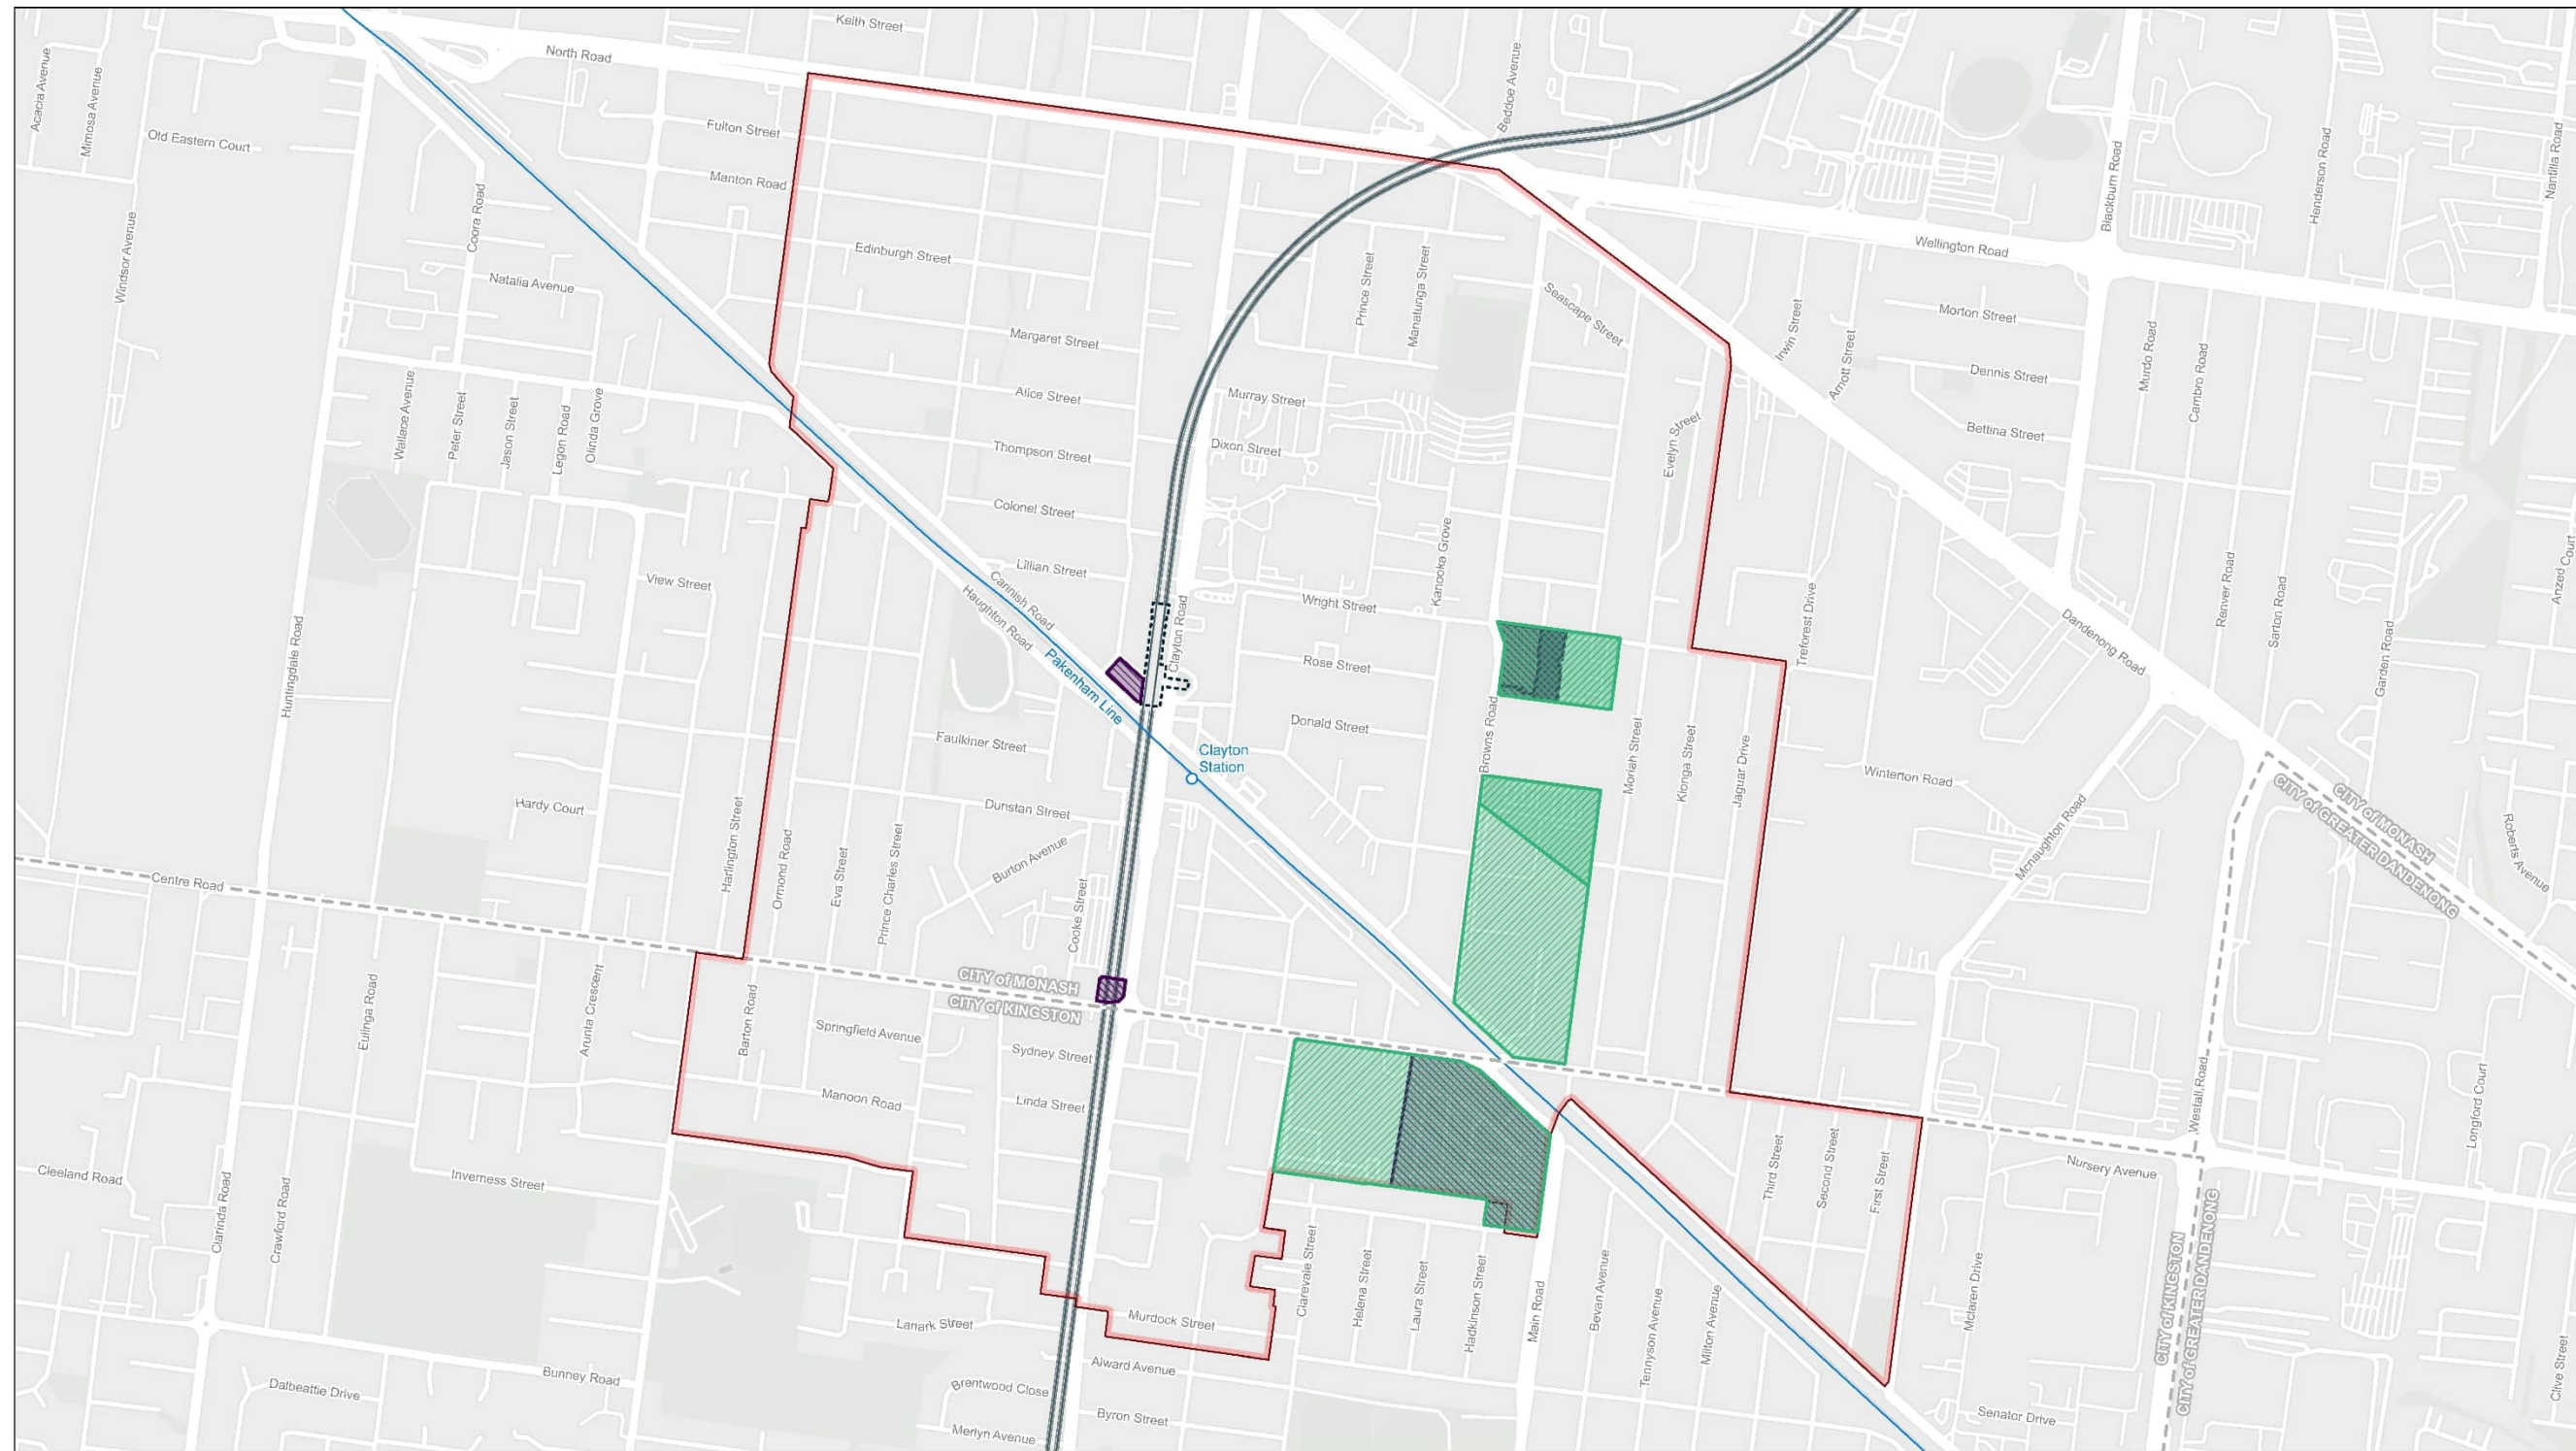 Keith Street
North Road
Acacia Avenue
Mimosa Avenue
Old Eastern Court
Fulton Street
Manton Road
Beddoe Avenue
Blackburn Road
Henderson Road
Nantilla Road
Windsor Avenue
Coora Road
Natalia Avenue
Edinburgh Street
Margaret Street
Alice Street
Thompson Street
Colonel Street
Lillian Street
Prince Street
Manatunga Street
Seascape Street
Wellington Road
Irwin Street
Arnott Street
Morton Street
Dennis Street
Bettina Street
Murdo Road
Cambro Road
Murray Street
Dixon Street
Evelyn Street
Wallace Avenue
Peter Street
Jason Street
Legon Road
Olinda Grove
View Street
Huntingdale Road
Carinish Road
Haughton Road
Pakenham Line
Clayton Road
Wright Street
Kanooka Grove
Rose Street
Donald Street
Browns Road
Moriah Street
Kionga Street
Jaguar Drive
Treforest Drive
Dandenong Road
Renver Road
Sarton Road
Garden Road
Anzed Court
Faulkiner Street
Clayton
Station
Winterton Road
Mcnaughton Road
CITY of MONASH
CITY of GREATER DANDENONG
Roberts Avenue
Hardy Court
Harlington Street
Ormond Road
Eva Street
Prince Charles Street
Dunstan Street
Burton Avenue
Cooke Street
Centre Road
CITY of MONASH
CITY of KINGSTON
Eulinga Road
Arunta Crescent
Barton Road
Springfield Avenue
Sydney Street
Manoon Road
Linda Street
Westall Road
Longford Court
Nursery Avenue
Third Street
Second Street
First Street
Cleeland Road
Clarinda Road
Crawford Road
Inverness Street
Clarevale Street
Helena Street
Laura Street
Hadkinson Street
Main Road
Bevan Avenue
Tennyson Avenue
Milton Avenue
Mclaren Drive
CITY of KINGSTON
CITY of GREATER DANDENONG
Murdock Street
Lanark Street
Bunney Road
Dalbeattie Drive
Alward Avenue
Brentwood Close
Byron Street
Merlyn Avenue
Senator Drive
Clive Street